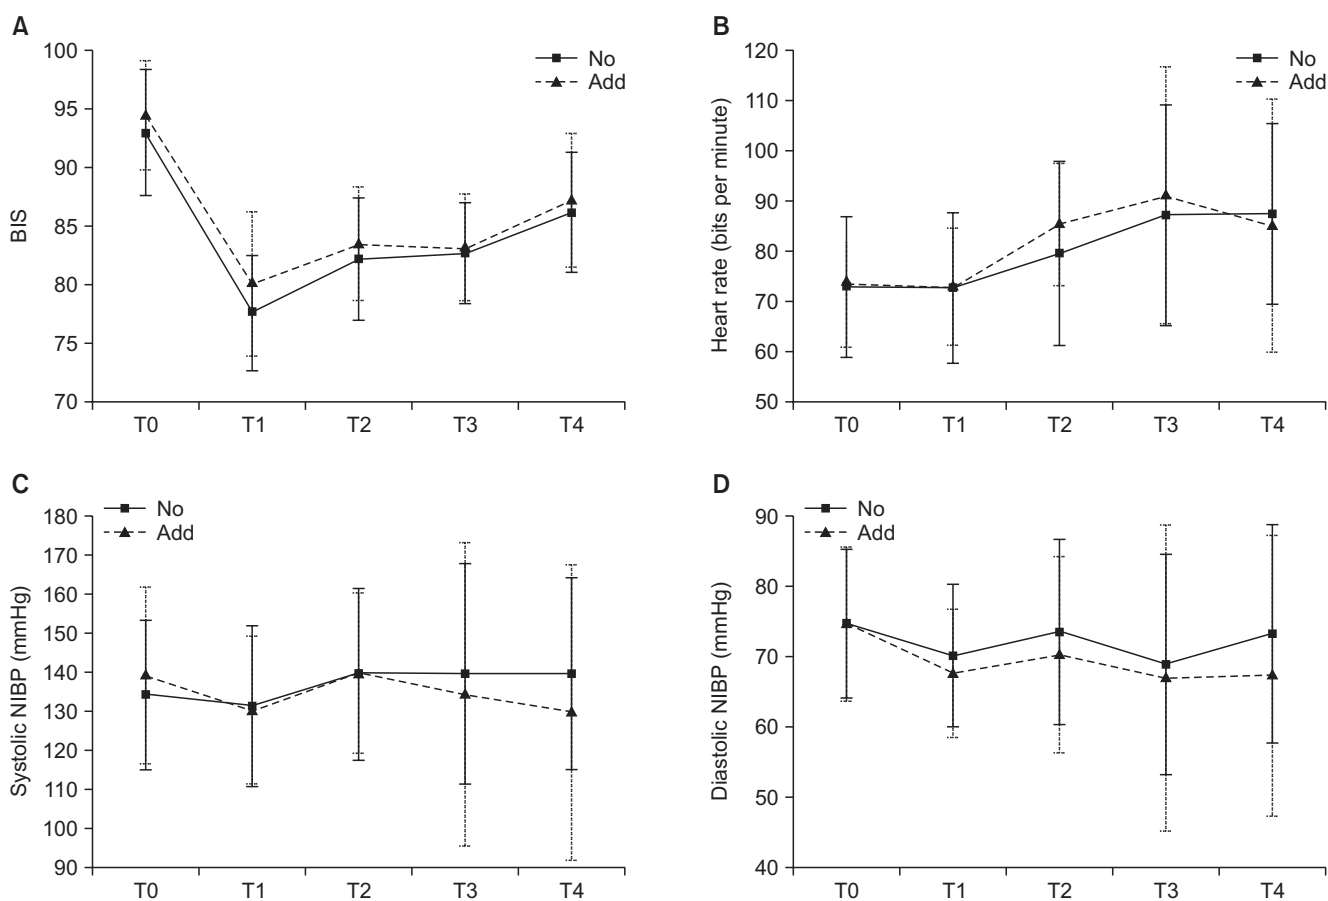 A
BIS
100
95
90
85
80
75
70
T0 T1 T2 T3 T4
No
Add
B
Heart rate (bits per minute)
120
110
100
90
80
70
60
50
T0 T1 T2 T3 T4
No
Add
C
Systolic NIBP (mmHg)
180
170
160
150
140
130
120
130
100
90
T0 T1 T2 T3 T4
No
Add
D
Diastolic NIBP (mmHg)
90
80
70
60
50
40
T0 T1 T2 T3 T4
No
Add